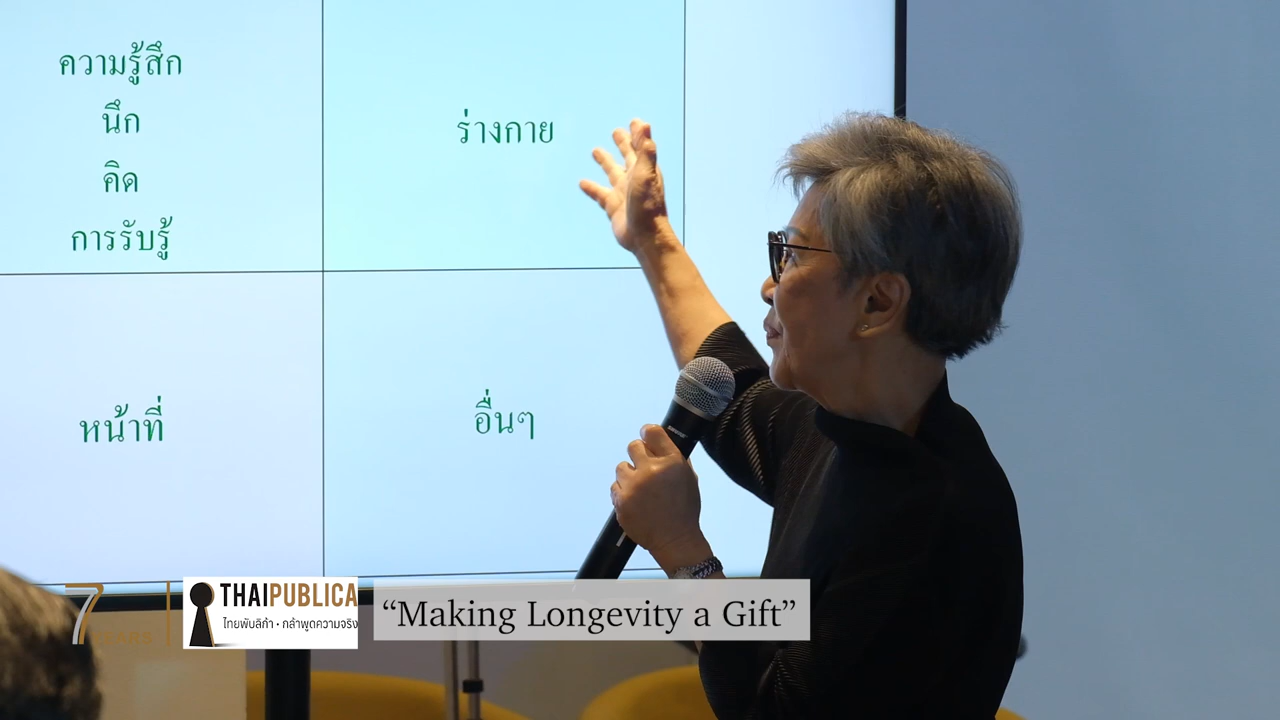 ความรู้สึก
นึก
คิด
การรับรู้
ร่างกาย
หน้าที่
อื่นๆ
7 YEARS
THAIPUBLICA
ไทยพับลิก้า • กล้าพูดความจริง
“Making Longevity a Gift”